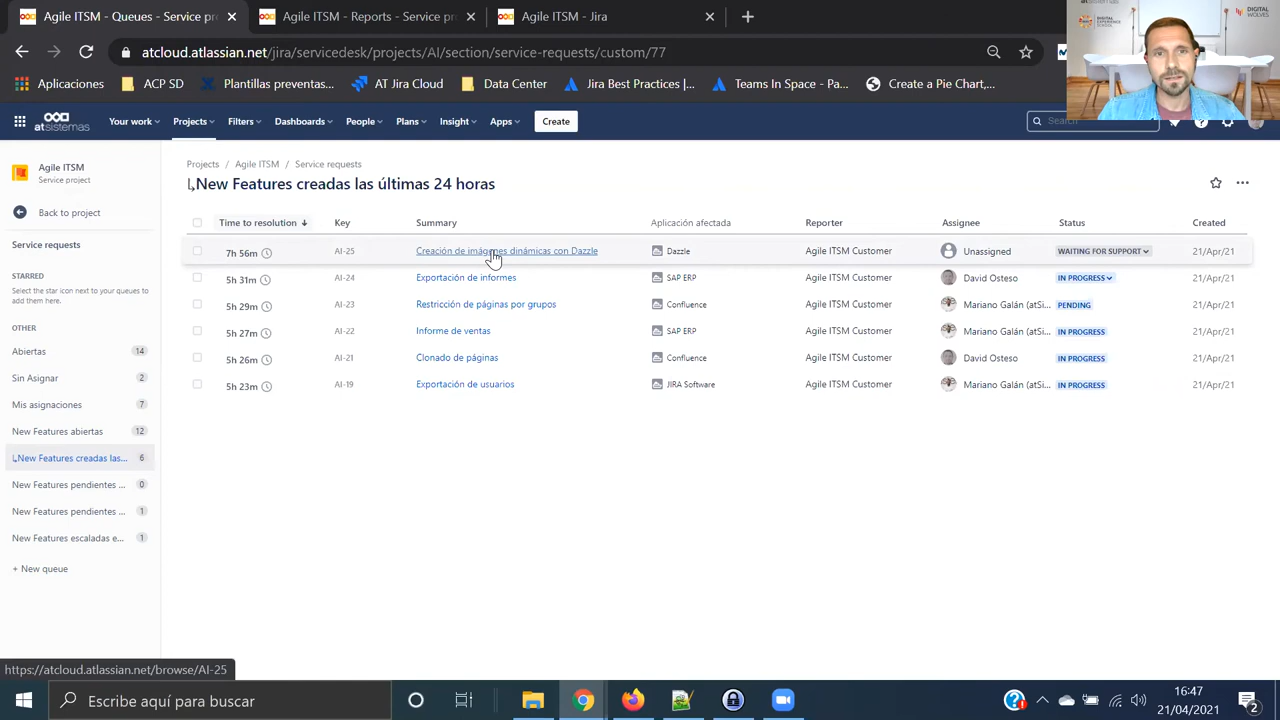 Agile ITSM - Queues - Service pr
Agile ITSM - Reports - Service pro
Agile ITSM - Jira
DIGITAL WOLVES
atcloud.atlassian.net/jira/servicedesk/projects/AI/section/service-requests/custom/77
Aplicaciones
ACP SD
Plantillas preventas...
Jira Cloud
Data Center
Jira Best Practices |...
Team In Space - Pa...
Create a Pie Chart,...
atsistemas
Your work
Projects
Filters
Dashboards
People
Plans
Insight
Apps
Create
Search
Agile ITSM
Service project
Back to project
Service requests
STARRED
Select the star icon next to your queues to
add them here.
OTHER
Abiertas 14
Sin Asignar 2
Mis asignaciones 7
New Features abiertas 12
↳New Features creadas las... 6
New Features pendientes ... 0
New Features pendientes ... 1
New Features escaladas e... 1
+ New queue
Projects / Agile ITSM / Service requests
↳New Features creadas las últimas 24 horas
Time to resolution ↓ Key Summary Aplicación afectada Reporter Assignee Status Created
7h 56m AI-25 Creación de imágenes dinámicas con Dazzle Dazzle Agile ITSM Customer Unassigned WAITING FOR SUPPORT 21/Apr/21
5h 31m AI-24 Exportación de informes SAP ERP Agile ITSM Customer David Osteso IN PROGRESS 21/Apr/21
5h 29m AI-23 Restricción de páginas por grupos Confluence Agile ITSM Customer Mariano Galán (atSi... PENDING 21/Apr/21
5h 27m AI-22 Informe de ventas SAP ERP Agile ITSM Customer Mariano Galán (atSi... IN PROGRESS 21/Apr/21
5h 26m AI-21 Clonado de páginas Confluence Agile ITSM Customer David Osteso IN PROGRESS 21/Apr/21
5h 23m AI-19 Exportación de usuarios JIRA Software Agile ITSM Customer Mariano Galán (atSi... IN PROGRESS 21/Apr/21
https://atcloud.atlassian.net/browse/AI-25
Escribe aquí para buscar
16:47
21/04/2021
2